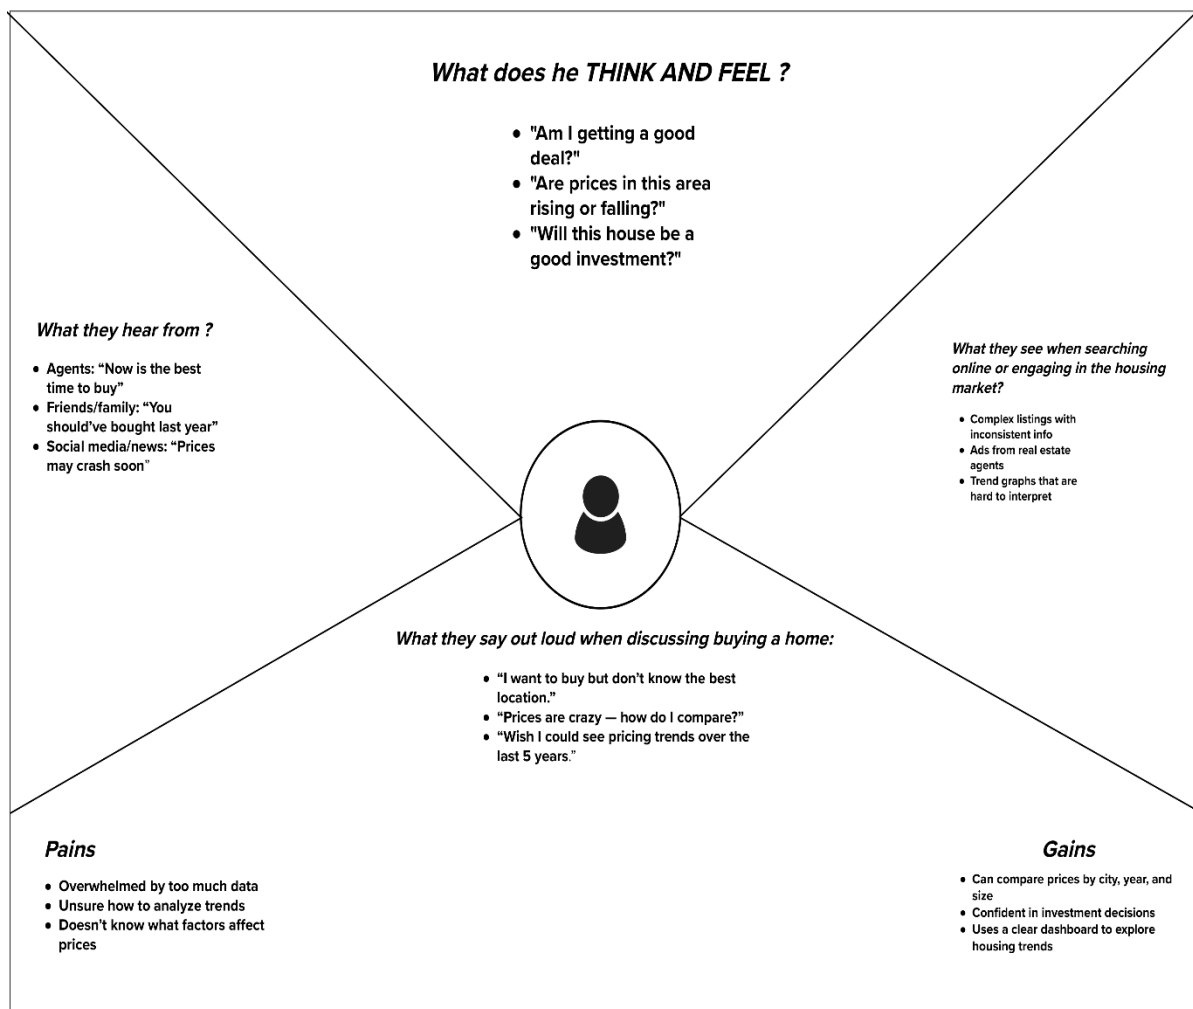 What does he THINK AND FEEL ?
• "Am I getting a good
deal?"
• "Are prices in this area
rising or falling?"
• "Will this house be a
good investment?"
What they hear from ?
• Agents: “Now is the best
time to buy”
• Friends/family: “You
should’ve bought last year”
• Social media/news: “Prices
may crash soon”
What they see when searching
online or engaging in the housing
market?
• Complex listings with
inconsistent info
• Ads from real estate
agents
• Trend graphs that are
hard to interpret
What they say out loud when discussing buying a home:
• “I want to buy but don’t know the best
location.”
• “Prices are crazy — how do I compare?”
• “Wish I could see pricing trends over the
last 5 years.”
Pains
• Overwhelmed by too much data
• Unsure how to analyze trends
• Doesn’t know what factors affect
prices
Gains
• Can compare prices by city, year, and
size
• Confident in investment decisions
• Uses a clear dashboard to explore
housing trends